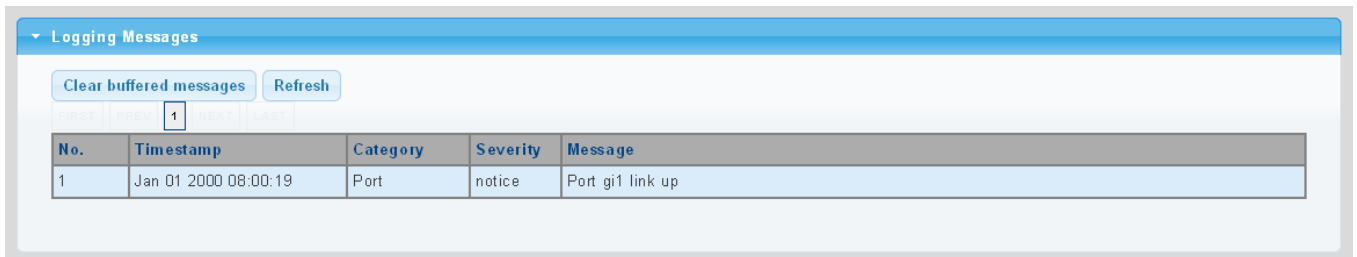 Logging Messages
Clear buffered messages Refresh
FIRST PREV 1 NEXT LAST
No. Timestamp Category Severity Message
1 Jan 01 2000 08:00:19 Port notice Port gi1 link up